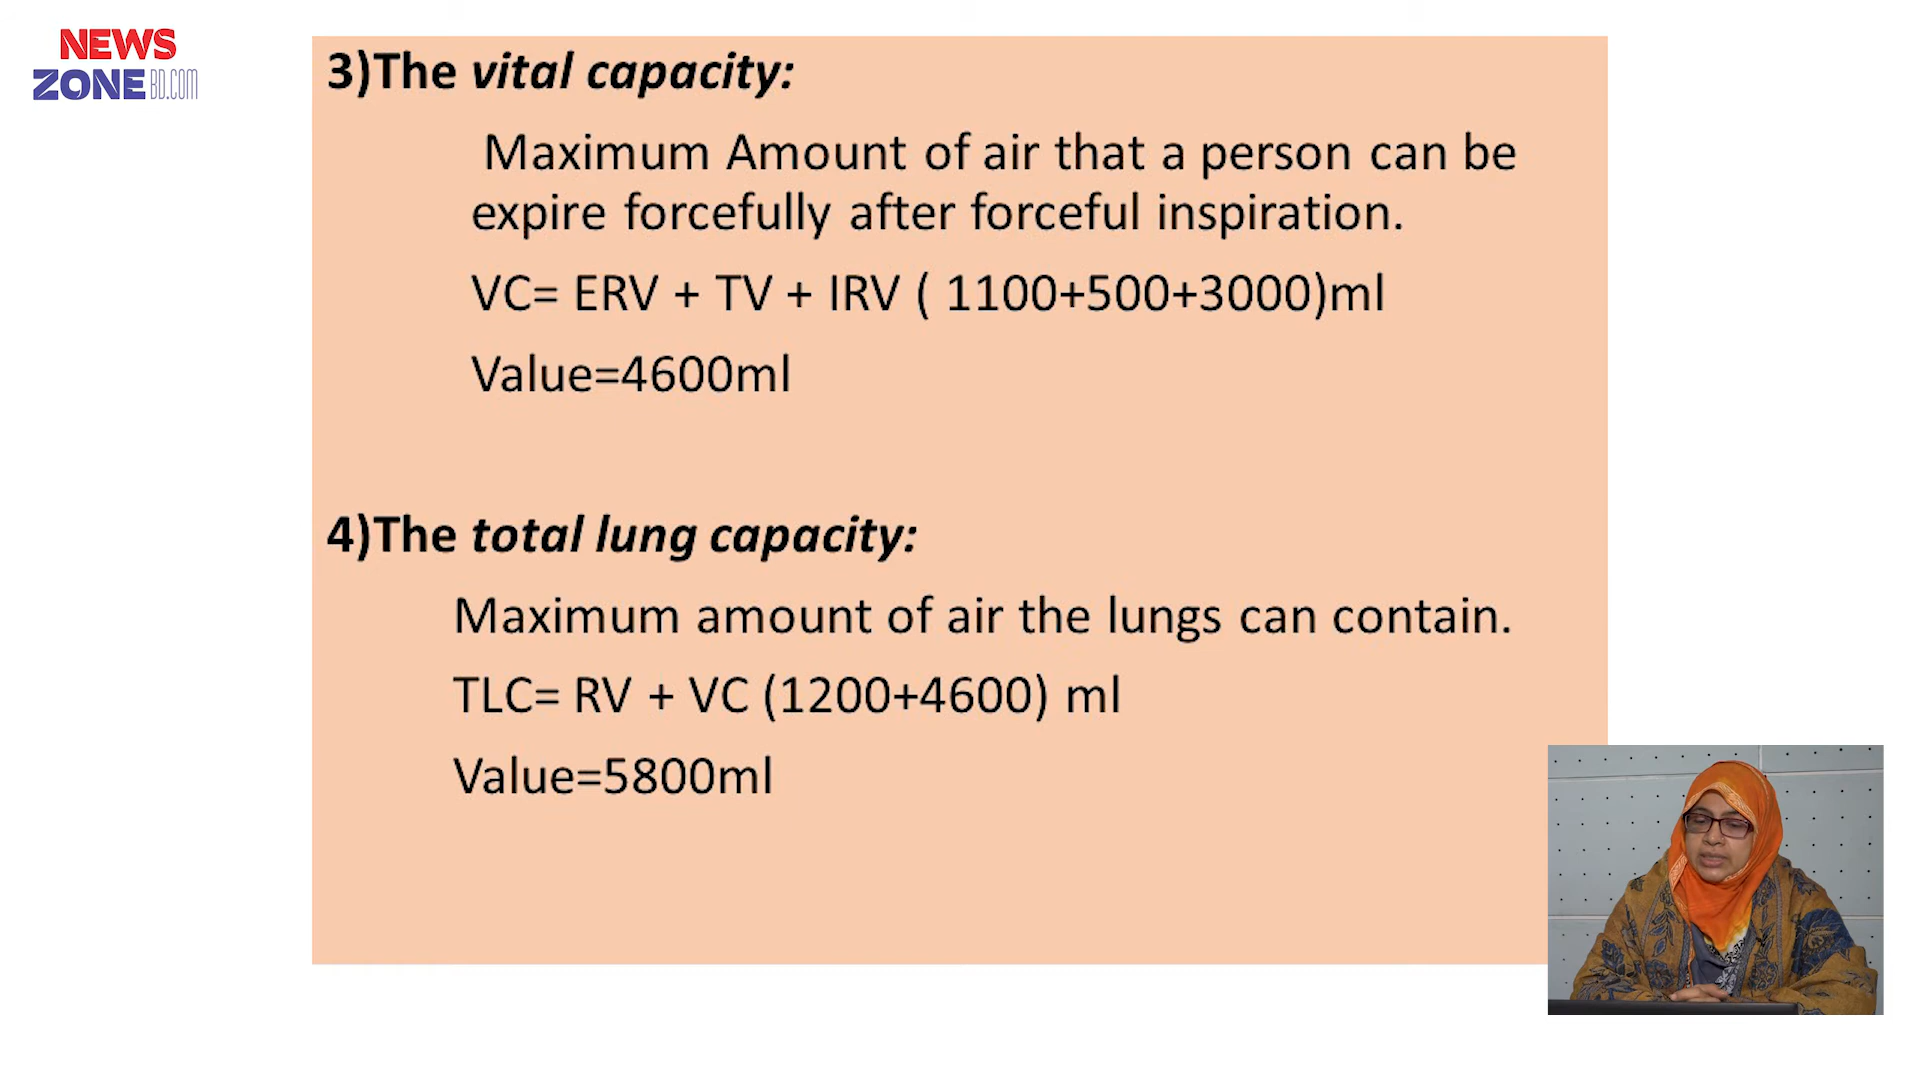 NEWS
ZONE BD.COM
3)The vital capacity:
Maximum Amount of air that a person can be
expire forcefully after forceful inspiration.
VC= ERV + TV + IRV ( 1100+500+3000)ml
Value=4600ml
4)The total lung capacity:
Maximum amount of air the lungs can contain.
TLC= RV + VC (1200+4600) ml
Value=5800ml